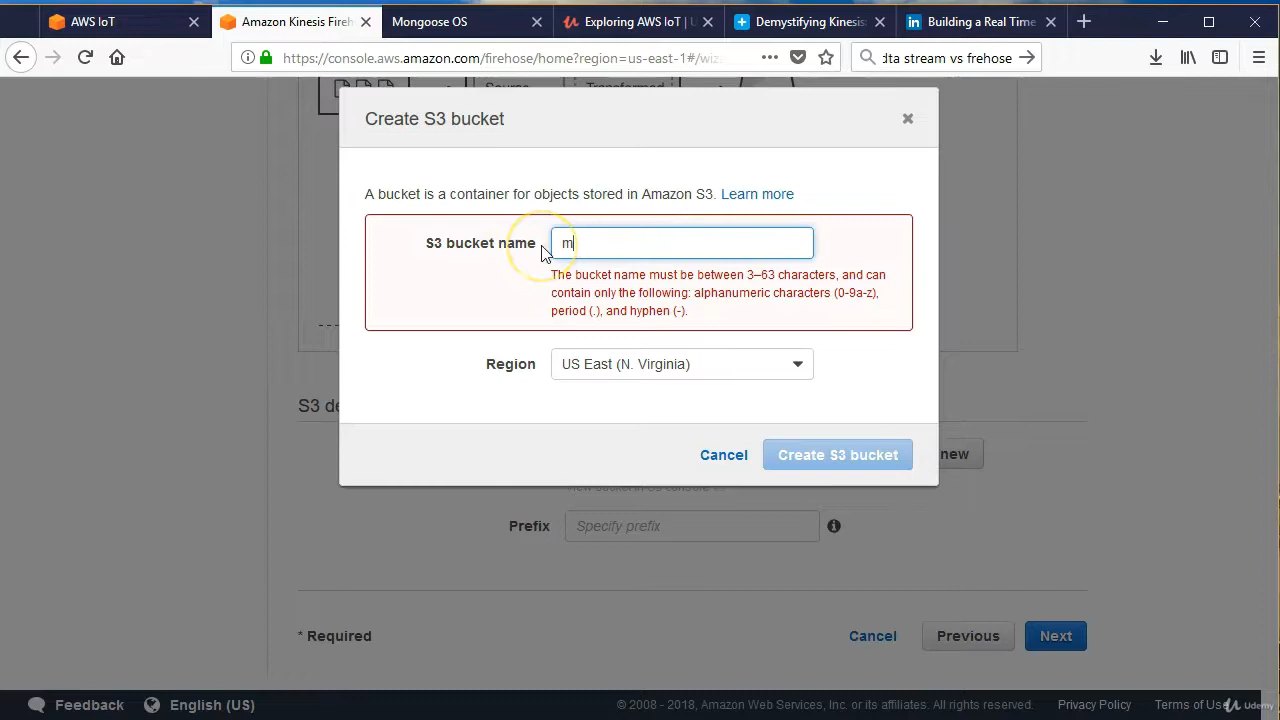 AWS IoT
Amazon Kinesis Fireh
Mongoose OS
Exploring AWS IoT | U
Demystifying Kinesis
Building a Real Time
https://console.aws.amazon.com/firehose/home?region=us-east-1#/wiz
dta stream vs frehose
Source
Transformed
Create S3 bucket
A bucket is a container for objects stored in Amazon S3. Learn more
S3 bucket name
m
The bucket name must be between 3–63 characters, and can
contain only the following: alphanumeric characters (0-9a-z),
period (.), and hyphen (-).
Region
US East (N. Virginia)
S3 de
Cancel
Create S3 bucket
new
Prefix
Specify prefix
* Required
Cancel
Previous
Next
Feedback
English (US)
© 2008 - 2018, Amazon Web Services, Inc. or its affiliates. All rights reserved.
Privacy Policy
Terms of Use
Udemy